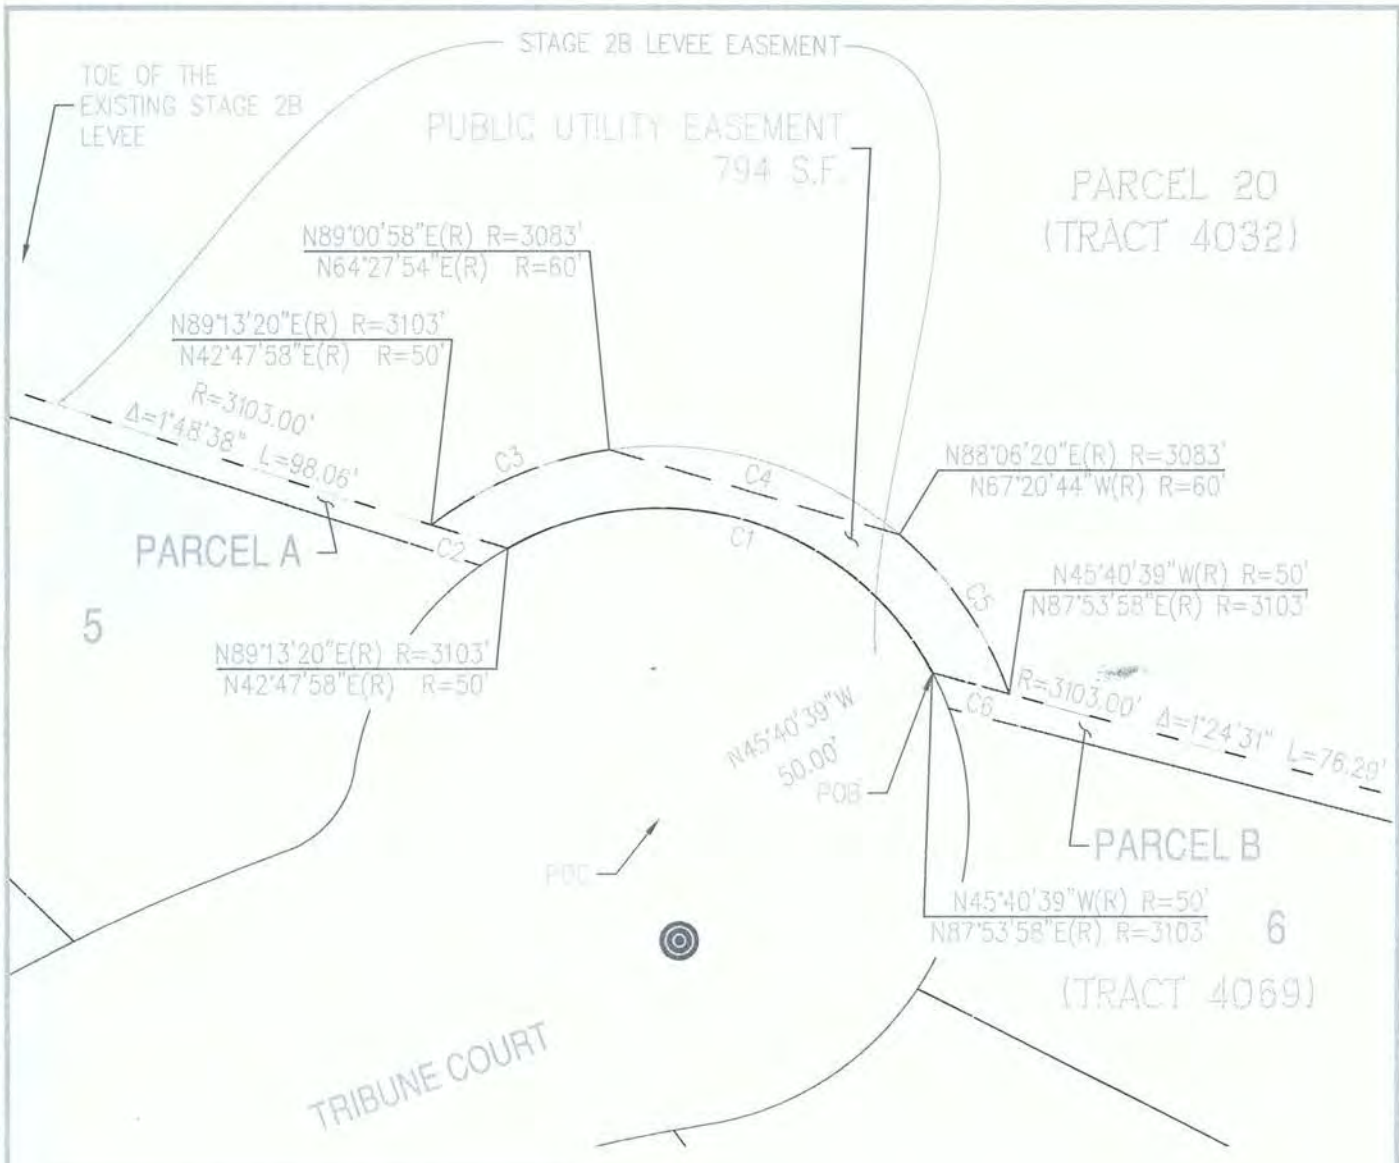 STAGE 2B LEVEE EASEMENT
TOE OF THE
EXISTING STAGE 2B
LEVEE
PUBLIC UTILITY EASEMENT
794 S.F.
PARCEL 20
(TRACT 4032)
N89°00'58"E(R) R=3083'
N64°27'54"E(R) R=60'
N89°13'20"E(R) R=3103'
N42°47'58"E(R) R=50'
R=3103.00'
Δ=1°48'38" L=98.06'
C3
C4
N88°06'20"E(R) R=3083'
N67°20'44"W(R) R=60'
C1
C2
PARCEL A
C5
N45°40'39"W(R) R=50'
N87°53'58"E(R) R=3103'
5
N89°13'20"E(R) R=3103'
N42°47'58"E(R) R=50'
N45°40'39"W
50.00'
POB
C6
R=3103.00' Δ=1°24'31" L=76.29'
PARCEL B
POC
N45°40'39"W(R) R=50'
N87°53'58"E(R) R=3103'
6
(TRACT 4069)
TRIBUNE COURT